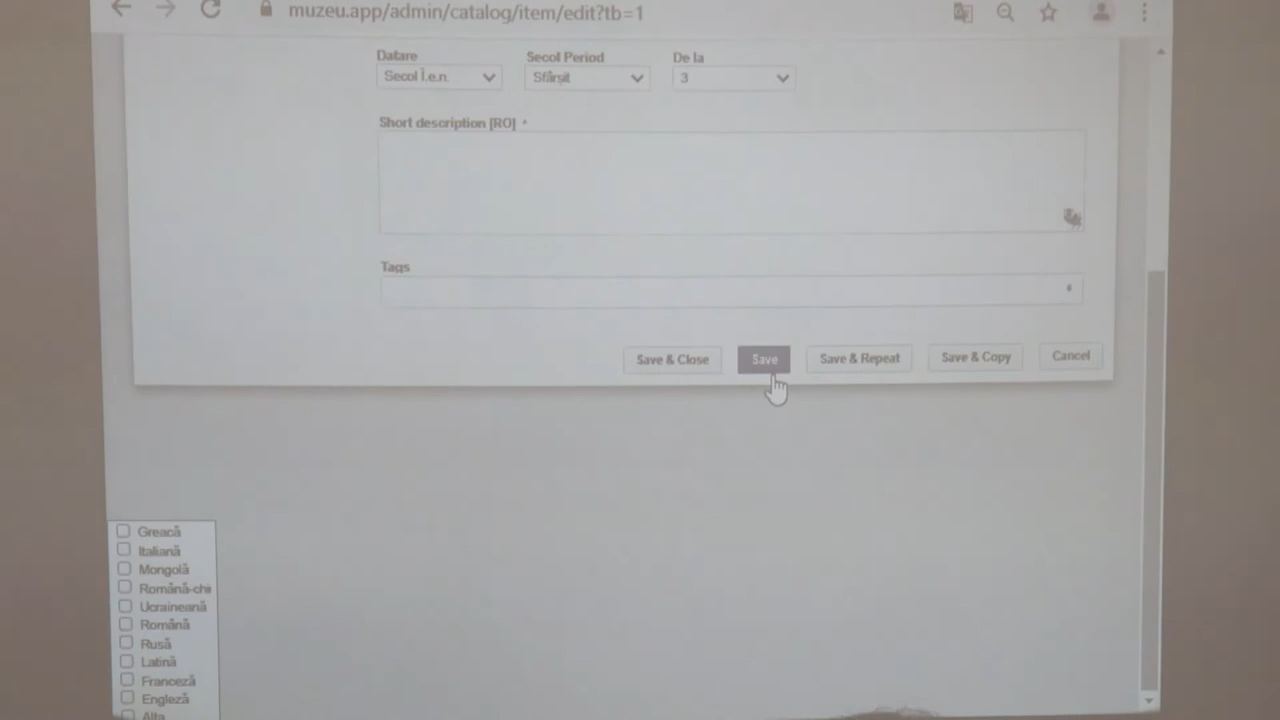 muzeu.app/admin/catalog/item/edit?tb=1
Datare
Secol Period
De la
Secol Î.e.n.
Sfârșit
3
Short description [RO] *
Tags
Save & Close
Save
Save & Repeat
Save & Copy
Cancel
Greacă
Italiană
Mongolă
Română-chi
Ucraineană
Română
Rusă
Latină
Franceză
Engleză
Alta